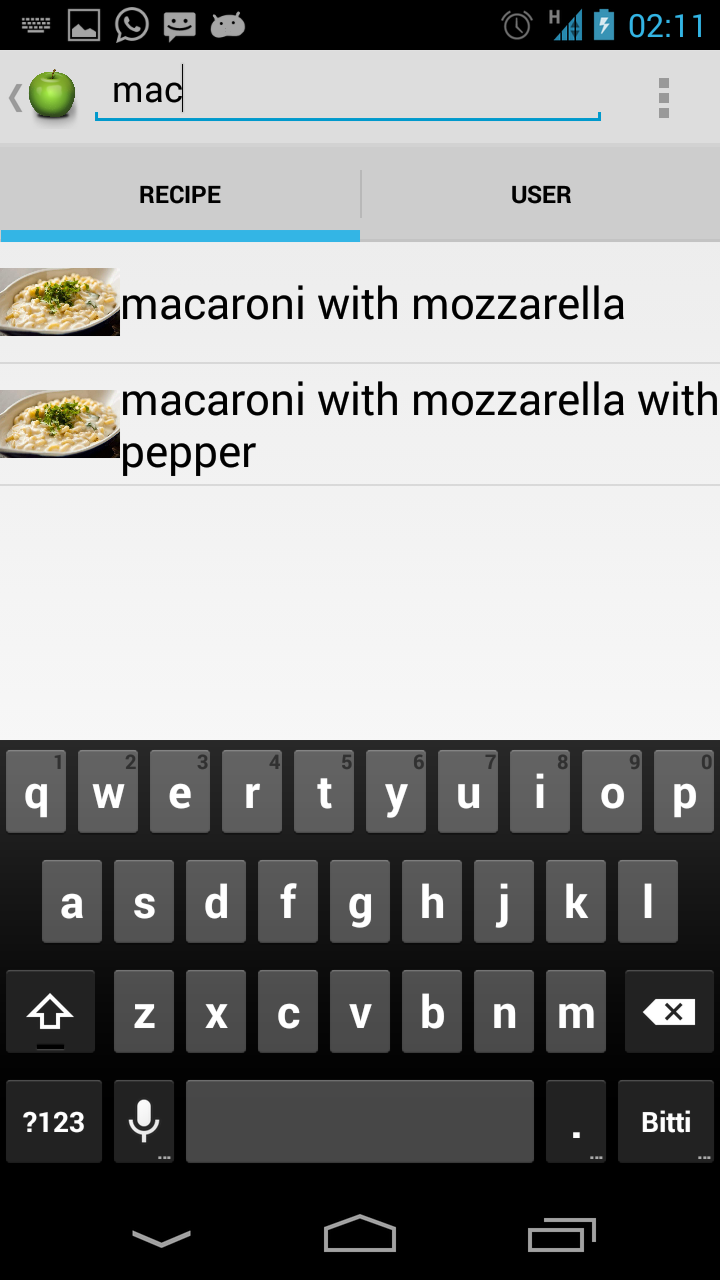 H 02:11
mac
RECIPE USER
macaroni with mozzarella
macaroni with mozzarella with
pepper
1 2 3 4 5 6 7 8 9 0
q w e r t y u i o p
a s d f g h j k l
z x c v b n m
?123 . Bitti